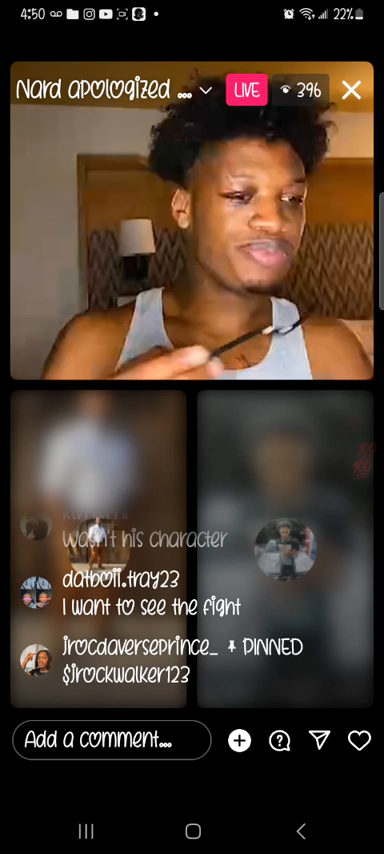 4:50
22%
Nard apologized ...
LIVE
396
wasn't his character
datboii.tray23
I want to see the fight
jrocdaverseprince_ PINNED
$jrockwalker123
Add a comment...